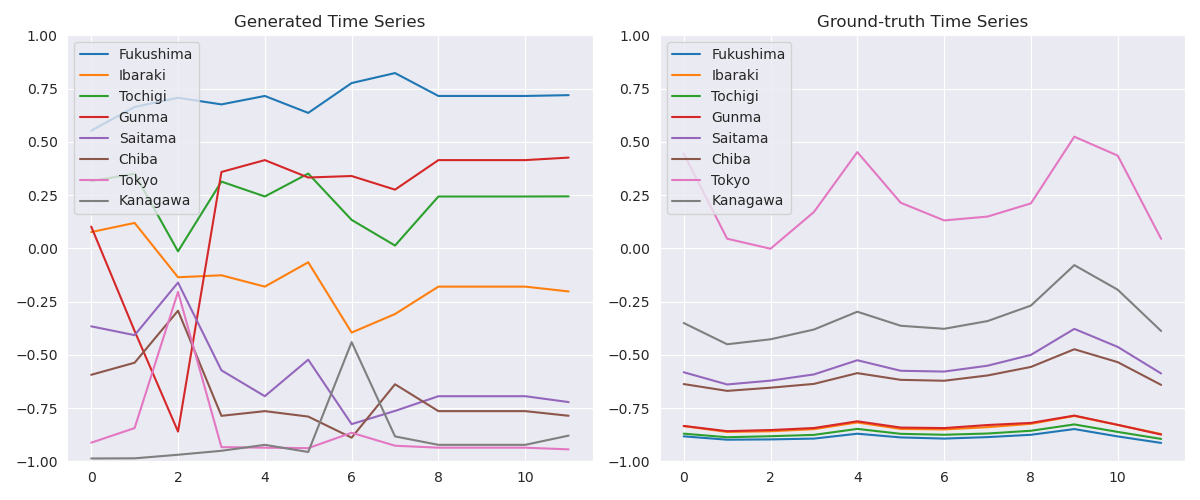 Generated Time Series
1.00
0.75
0.50
0.25
0.00
−0.25
−0.50
−0.75
−1.00
0 2 4 6 8 10
Fukushima
Ibaraki
Tochigi
Gunma
Saitama
Chiba
Tokyo
Kanagawa
Ground-truth Time Series
1.00
0.75
0.50
0.25
0.00
−0.25
−0.50
−0.75
−1.00
0 2 4 6 8 10
Fukushima
Ibaraki
Tochigi
Gunma
Saitama
Chiba
Tokyo
Kanagawa